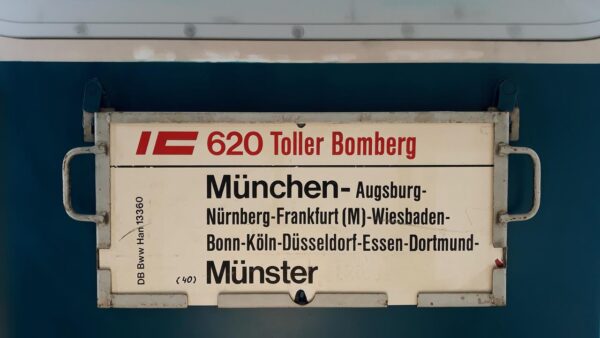 IC 620 Toller Bomberg
München- Augsburg-
Nürnberg-Frankfurt (M)-Wiesbaden-
Bonn-Köln-Düsseldorf-Essen-Dortmund-
Münster
(40)
DB Bww Han 13360